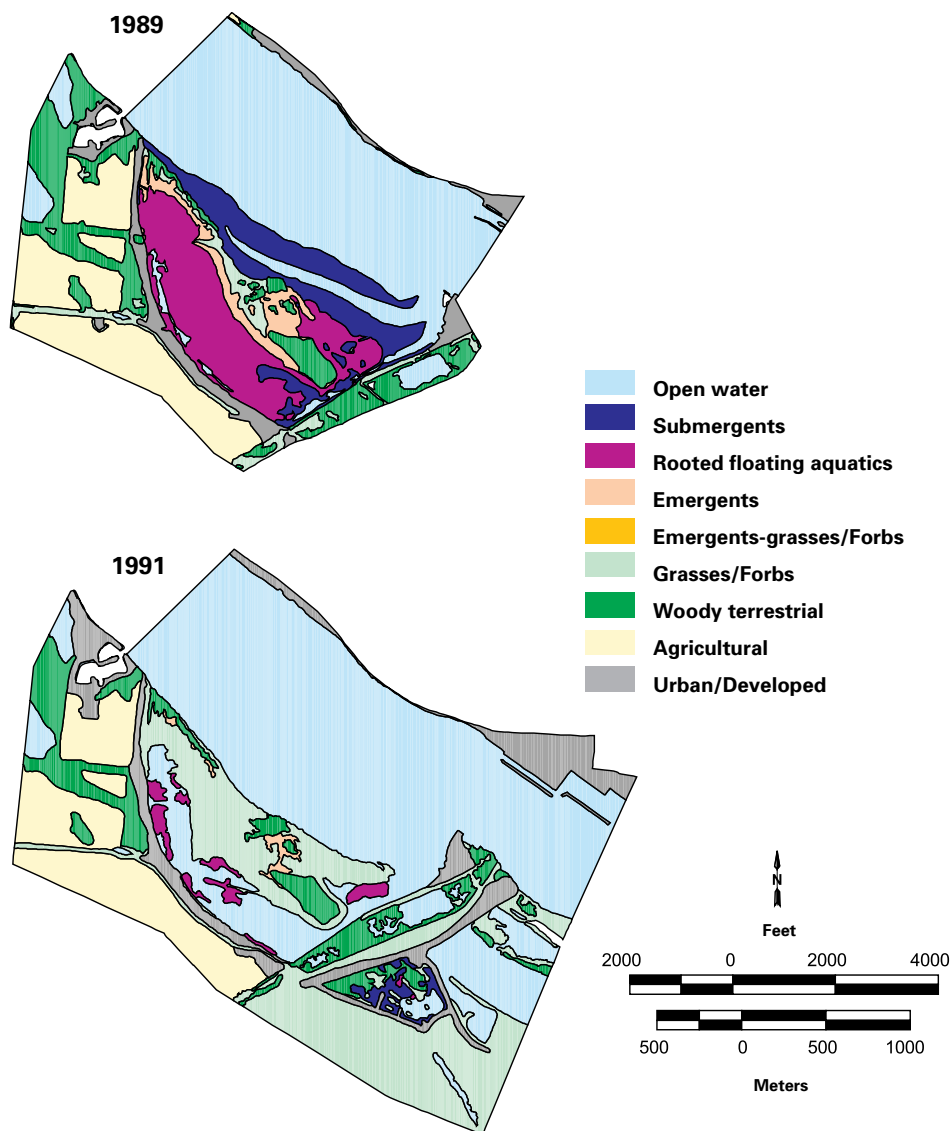 1989
Open water
Submergents
Rooted floating aquatics
Emergents
Emergents-grasses/Forbs
Grasses/Forbs
Woody terrestrial
Agricultural
Urban/Developed
1991
N
Feet
2000 0 2000 4000
500 0 500 1000
Meters